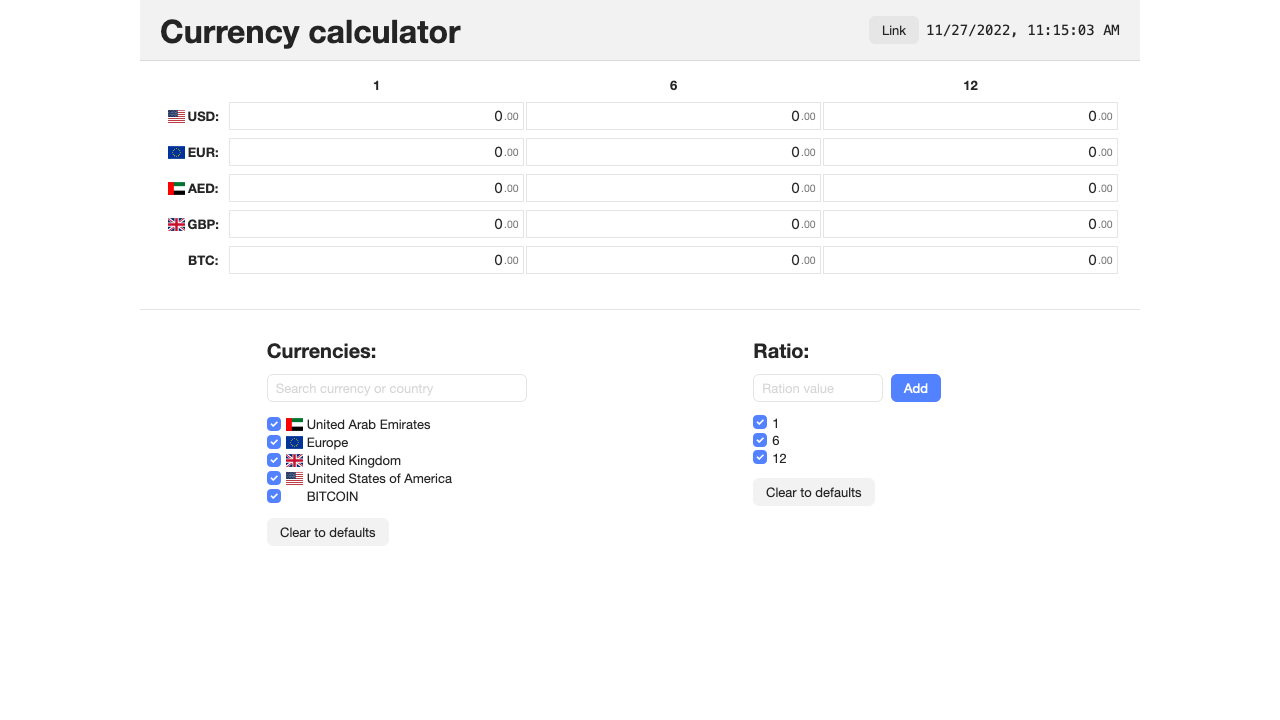 Currency calculator
Link 11/27/2022, 11:15:03 AM
1 6 12
USD: 0.00 0.00 0.00
EUR: 0.00 0.00 0.00
AED: 0.00 0.00 0.00
GBP: 0.00 0.00 0.00
BTC: 0.00 0.00 0.00
Currencies:
Search currency or country
United Arab Emirates
Europe
United Kingdom
United States of America
BITCOIN
Clear to defaults
Ratio:
Ration value Add
1
6
12
Clear to defaults